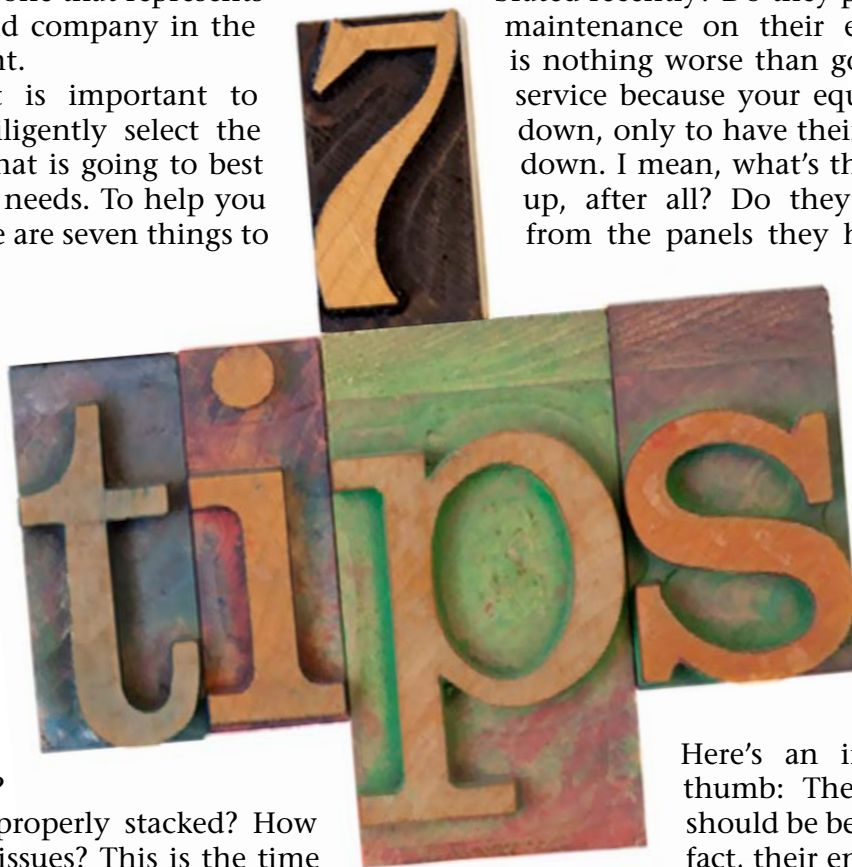 one that represents
d company in the
nt.
t is important to
iligently select the
hat is going to best
needs. To help you
e are seven things to
7
tips
recently? Do they p
maintenance on their e
is nothing worse than go
service because your equ
down, only to have their
down. I mean, what's th
up, after all? Do they
from the panels they h
?
properly stacked? How
issues? This is the time
Here's an i
thumb: The
should be be
fact, their e